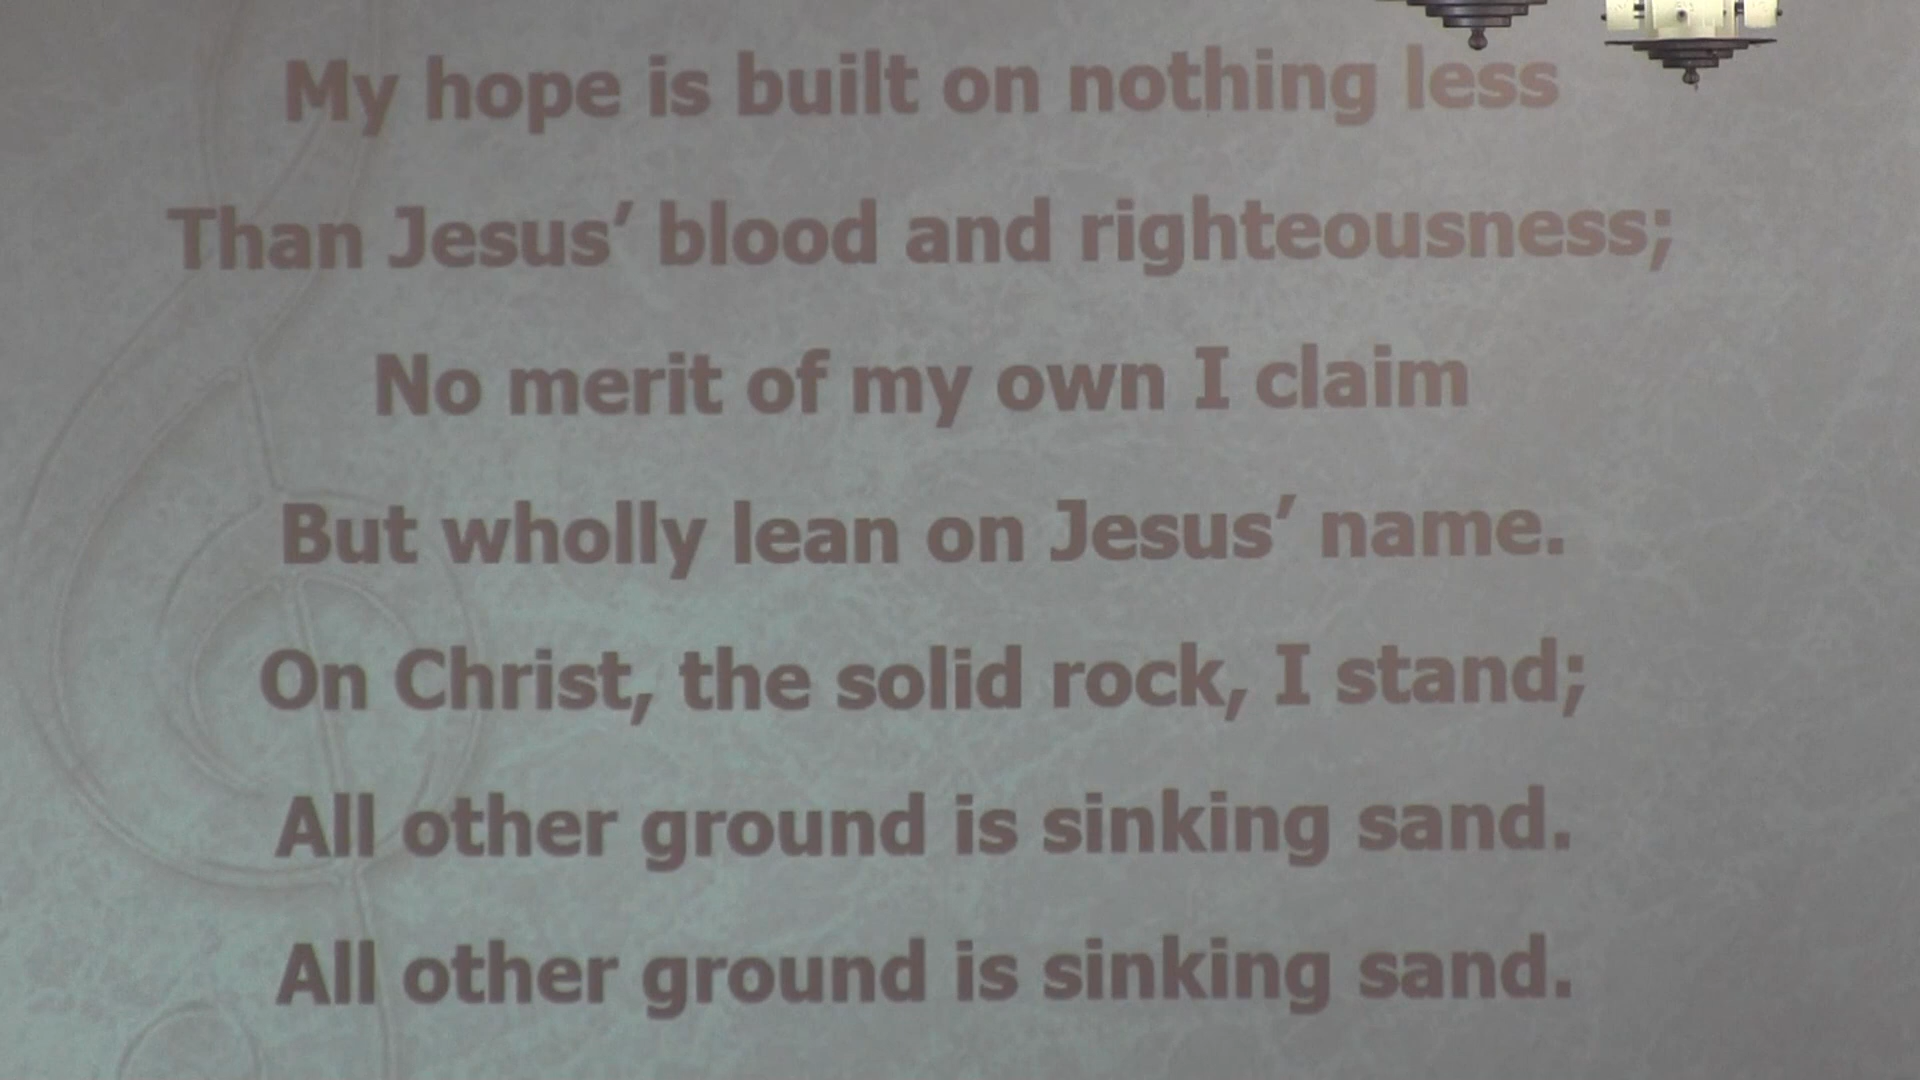 My hope is built on nothing less
Than Jesus’ blood and righteousness;
No merit of my own I claim
But wholly lean on Jesus’ name.
On Christ, the solid rock, I stand;
All other ground is sinking sand.
All other ground is sinking sand.